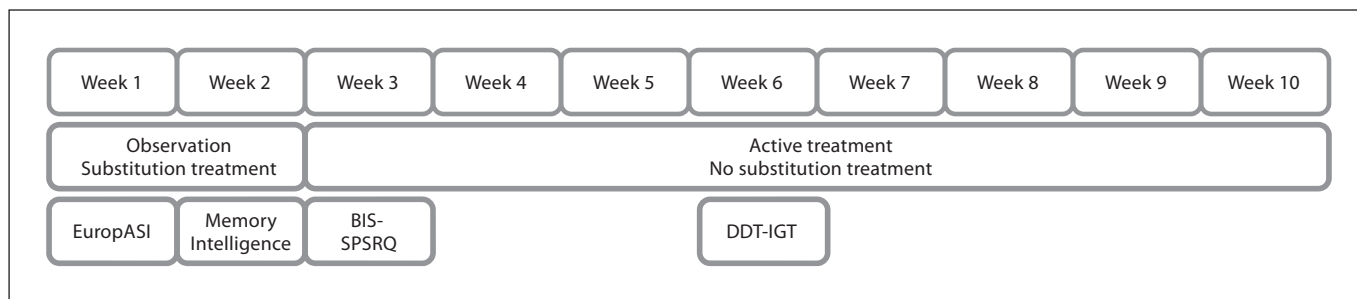 Week 1
Week 2
Week 3
Week 4
Week 5
Week 6
Week 7
Week 8
Week 9
Week 10
Observation
Substitution treatment
Active treatment
No substitution treatment
EuropASI
Memory
Intelligence
BIS-
SPSRQ
DDT-IGT